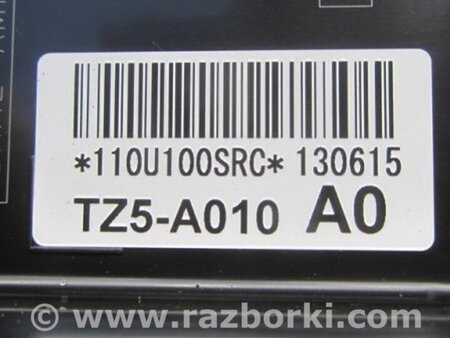 *110U100SRC* 130615
TZ5-A010 A0
© www.razborki.com